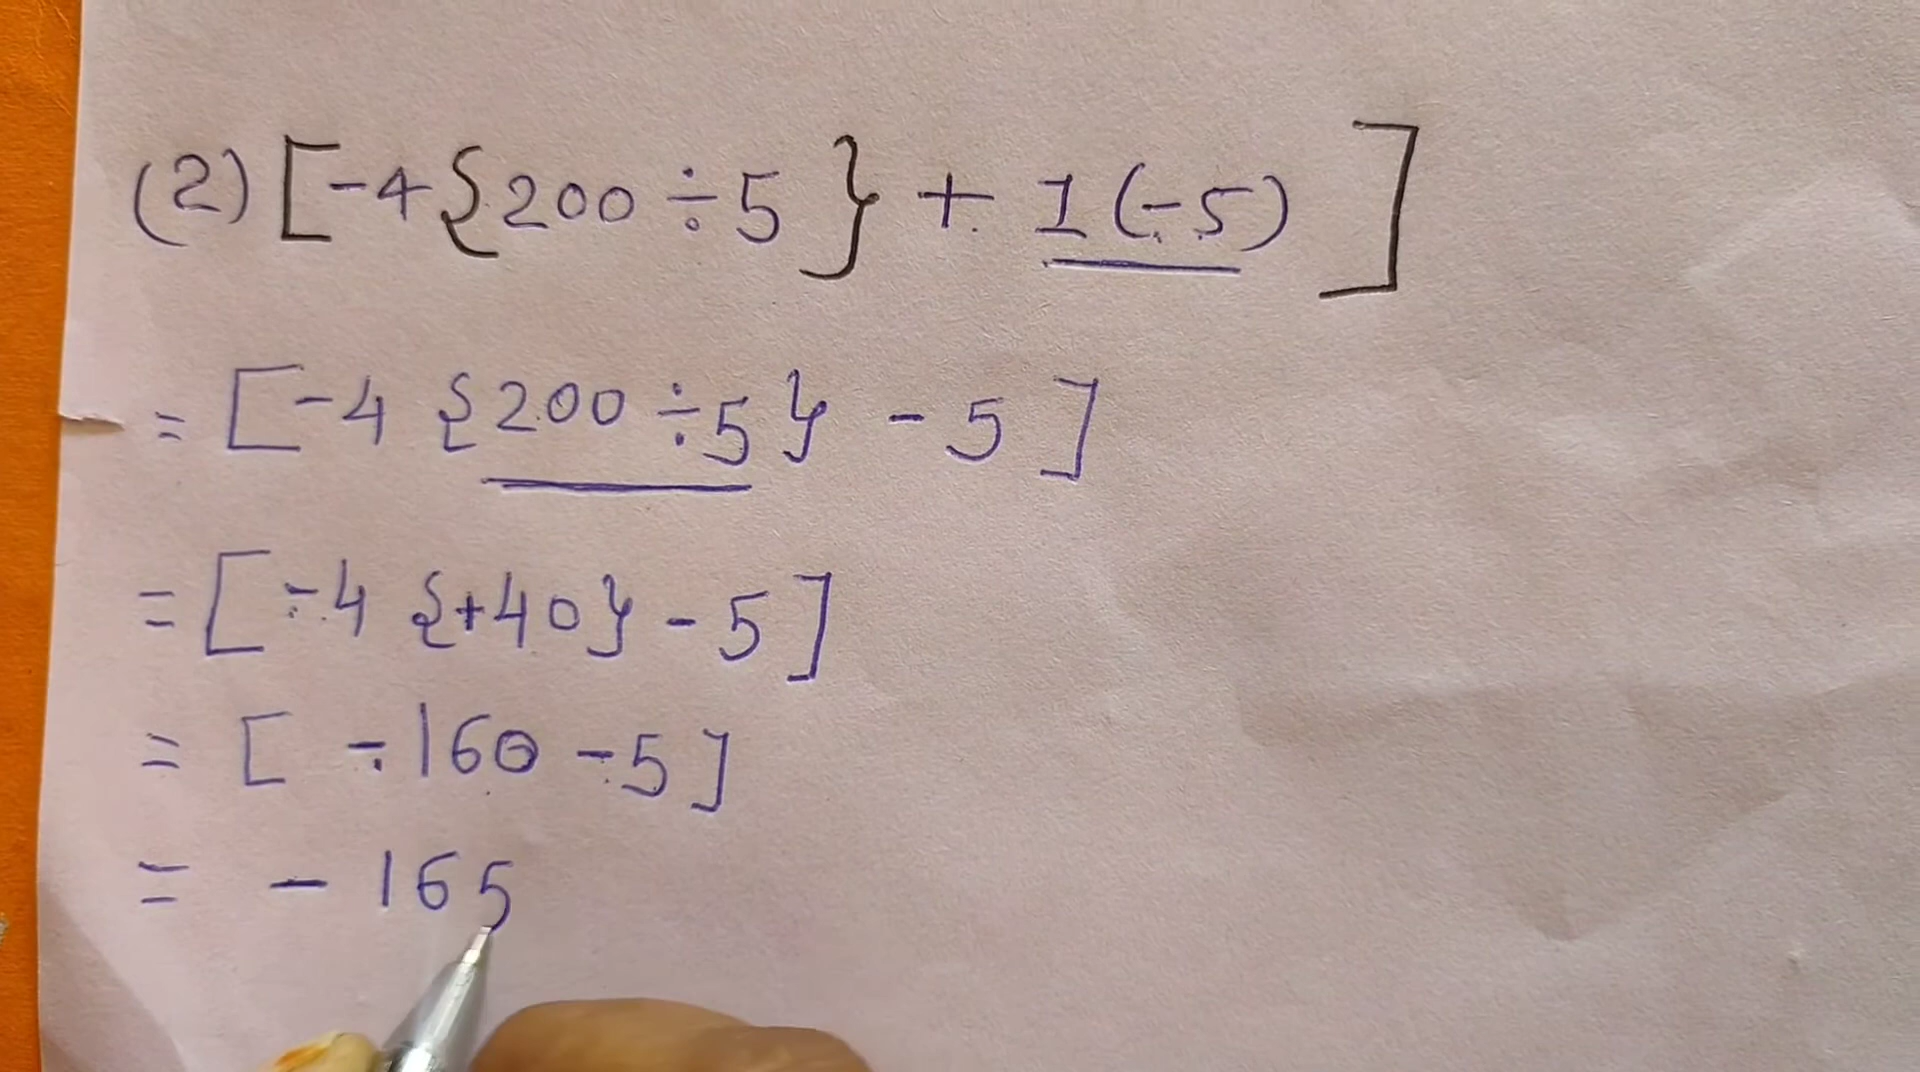 (2) [-4{200÷5} + 1(-5)]
= [-4 {200÷5} - 5]
= [-4 {+40} - 5]
= [ -160 - 5]
= - 165